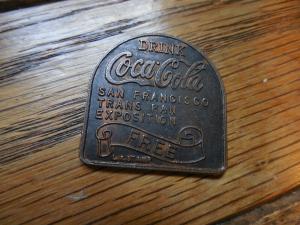 DRINK
Coca-Cola
SAN FRANCISCO
TRANS PAN
EXPOSITION
FREE